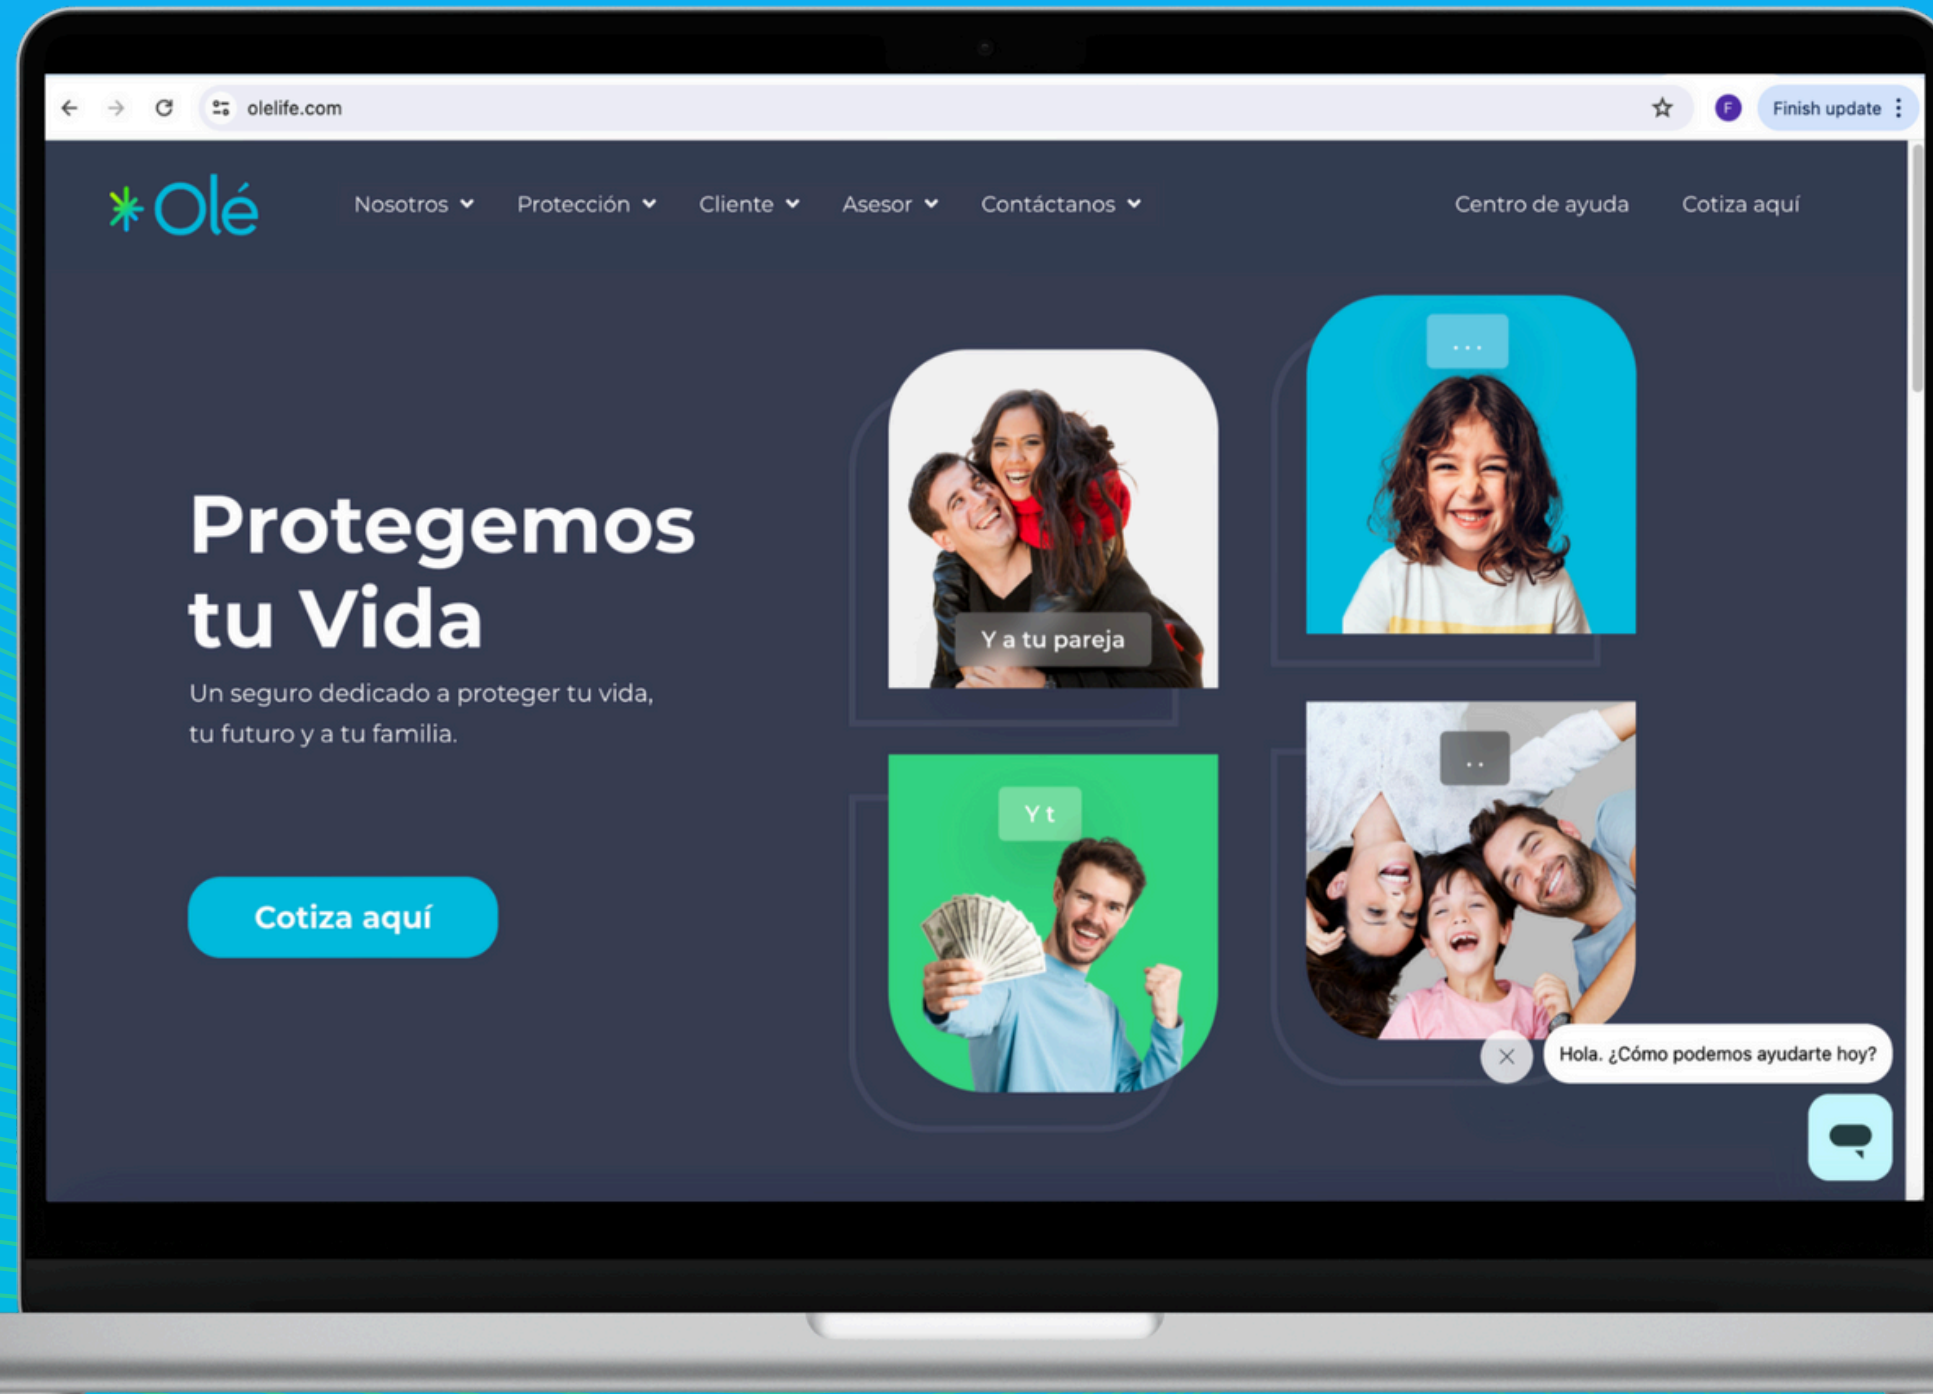 olelife.com
Finish update
Olé
Nosotros
Protección
Cliente
Asesor
Contáctanos
Centro de ayuda
Cotiza aquí
Protegemos
tu Vida
Un seguro dedicado a proteger tu vida,
tu futuro y a tu familia.
Cotiza aquí
Y a tu pareja
...
Y t
..
Hola. ¿Cómo podemos ayudarte hoy?
F